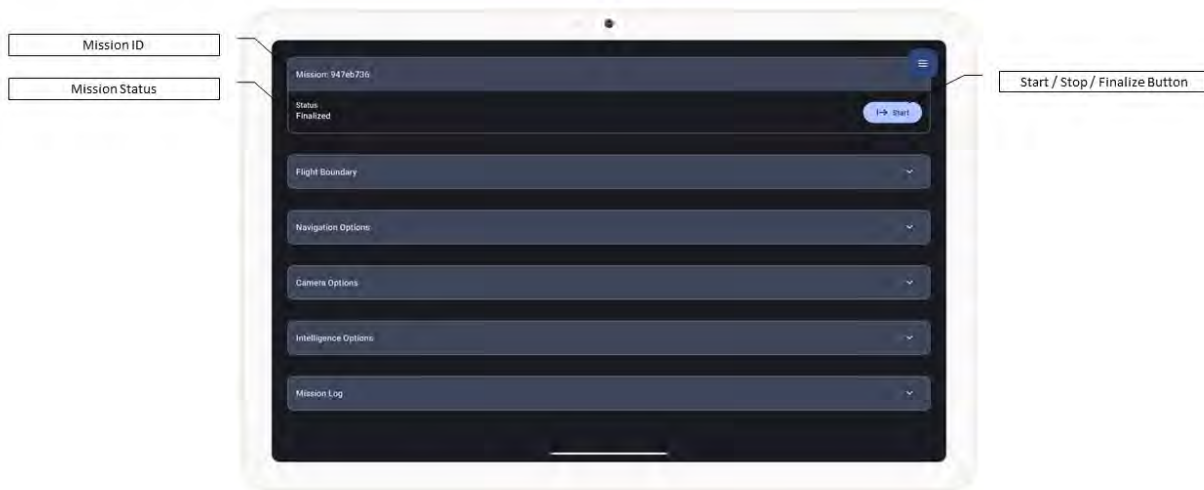 Mission ID
Mission: 947eb736
Mission Status
Start / Stop / Finalize Button
Status
Finalized
Start
Flight Boundary
Navigation Options
Camera Options
Intelligence Options
Mission Log